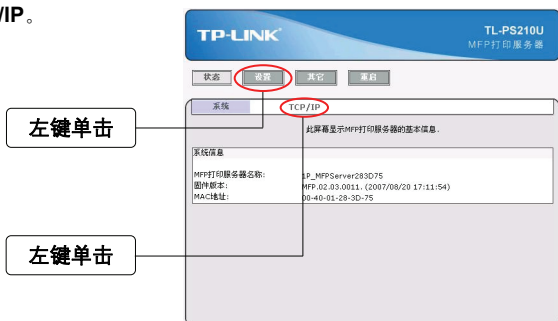 /IP。
TP-LINK
TL-PS210U
MFP打印服务器
状态 设置 其它 重启
系统 TCP/IP
左键单击
此屏幕显示MFP打印服务器的基本信息.
系统信息
MFP打印服务器名称: 1P_MFPServer283D75
固件版本: MFP.02.03.0011. (2007/08/20 17:11:54)
MAC地址: 00-40-01-28-3D-75
左键单击